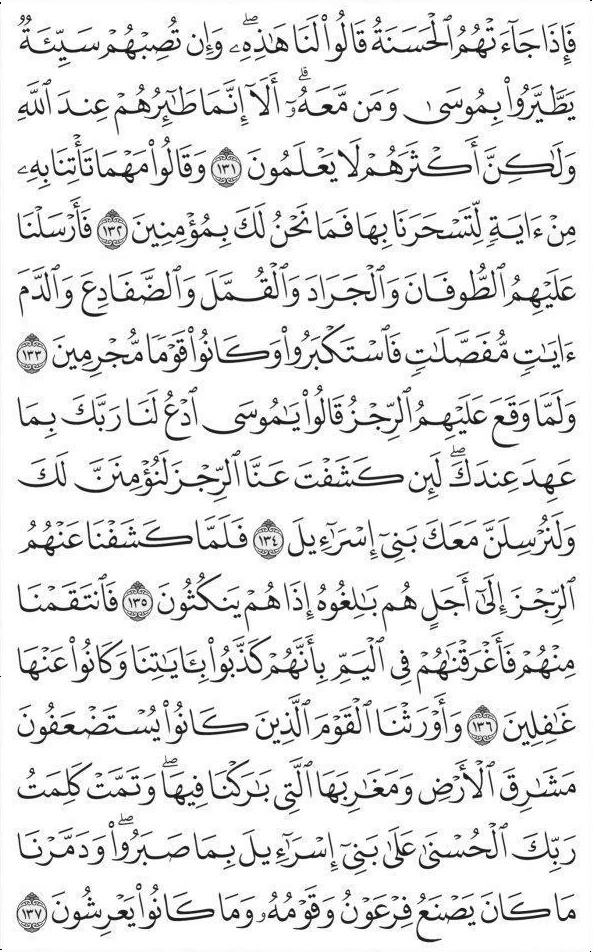 فَإِذَا جَآءَتْهُمُ ٱلْحَسَنَةُ قَالُوا۟ لَنَا هَـٰذِهِۦ ۖ وَإِن تُصِبْهُمْ سَيِّئَةٌ
يَطَّيَّرُوا۟ بِمُوسَىٰ وَمَن مَّعَهُۥٓ ۗ أَلَآ إِنَّمَا طَـٰٓئِرُهُمْ عِندَ ٱللَّهِ
وَلَـٰكِنَّ أَكْثَرَهُمْ لَا يَعْلَمُونَ ١٣١ وَقَالُوا۟ مَهْمَا تَأْتِنَا بِهِۦ
مِنْ ءَايَةٍ لِّتَسْحَرَنَا بِهَا فَمَا نَحْنُ لَكَ بِمُؤْمِنِينَ ١٣٢ فَأَرْسَلْنَا
عَلَيْهِمُ ٱلطُّوفَانَ وَٱلْجَرَادَ وَٱلْقُمَّلَ وَٱلضَّفَادِعَ وَٱلدَّمَ
ءَايَـٰتٍ مُّفَصَّلَـٰتٍ فَٱسْتَكْبَرُوا۟ وَكَانُوا۟ قَوْمًا مُّجْرِمِينَ ١٣٣
وَلَمَّا وَقَعَ عَلَيْهِمُ ٱلرِّجْزُ قَالُوا۟ يَـٰمُوسَى ٱدْعُ لَنَا رَبَّكَ بِمَا
عَهِدَ عِندَكَ ۖ لَئِن كَشَفْتَ عَنَّا ٱلرِّجْزَ لَنُؤْمِنَنَّ لَكَ
وَلَنُرْسِلَنَّ مَعَكَ بَنِىٓ إِسْرَٰٓءِيلَ ١٣٤ فَلَمَّا كَشَفْنَا عَنْهُمُ
ٱلرِّجْزَ إِلَىٰٓ أَجَلٍ هُم بَـٰلِغُوهُ إِذَا هُمْ يَنكُثُونَ ١٣٥ فَٱنتَقَمْنَا
مِنْهُمْ فَأَغْرَقْنَـٰهُمْ فِى ٱلْيَمِّ بِأَنَّهُمْ كَذَّبُوا۟ بِـَٔايَـٰتِنَا وَكَانُوا۟ عَنْهَا
غَـٰفِلِينَ ١٣٦ وَأَوْرَثْنَا ٱلْقَوْمَ ٱلَّذِينَ كَانُوا۟ يُسْتَضْعَفُونَ
مَشَـٰرِقَ ٱلْأَرْضِ وَمَغَـٰرِبَهَا ٱلَّتِى بَـٰرَكْنَا فِيهَا ۖ وَتَمَّتْ كَلِمَتُ
رَبِّكَ ٱلْحُسْنَىٰ عَلَىٰ بَنِىٓ إِسْرَٰٓءِيلَ بِمَا صَبَرُوا۟ ۖ وَدَمَّرْنَا
مَا كَانَ يَصْنَعُ فِرْعَوْنُ وَقَوْمُهُۥ وَمَا كَانُوا۟ يَعْرِشُونَ ١٣٧